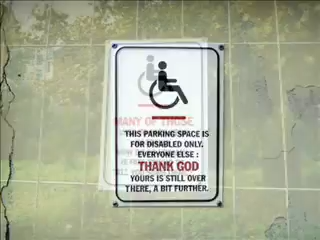 MANY OF THOSE
THIS PARKING SPACE IS
FOR DISABLED ONLY.
EVERYONE ELSE :
THANK GOD
YOURS IS STILL OVER
THERE, A BIT FURTHER.